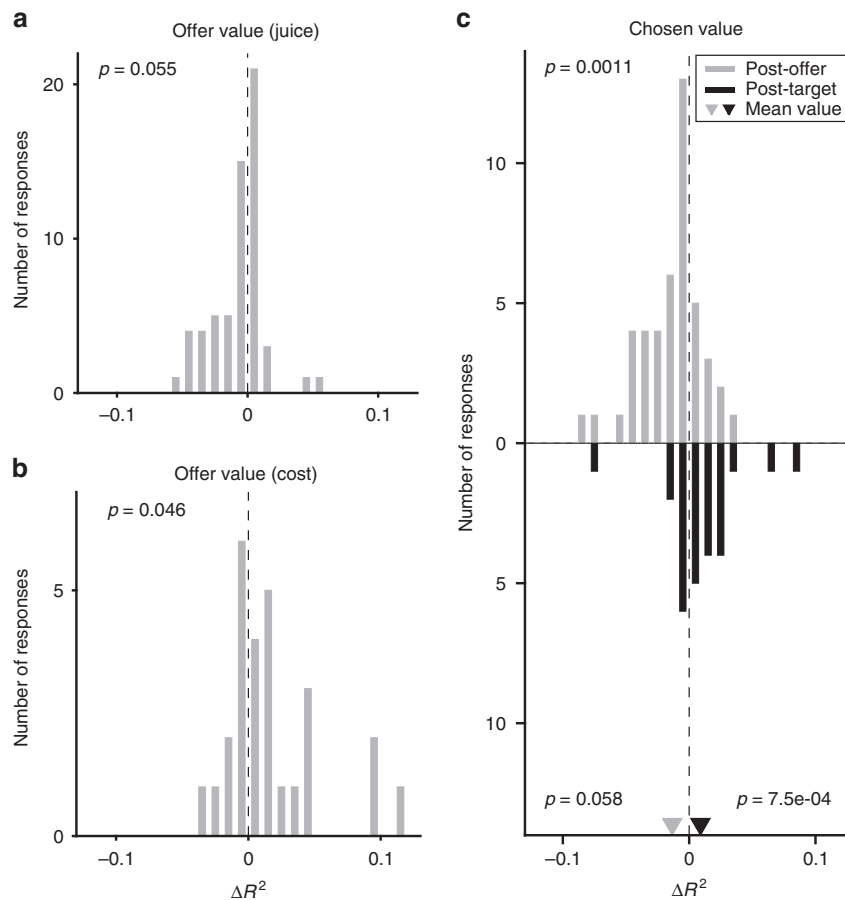 a
Offer value (juice)
p = 0.055
20
10
0
Number of responses
−0.1
0
0.1
b
Offer value (cost)
p = 0.046
5
0
Number of responses
−0.1
0
0.1
ΔR²
c
Chosen value
p = 0.0011
Post-offer
Post-target
Mean value
10
5
0
5
10
Number of responses
p = 0.058
p = 7.5e-04
−0.1
0
0.1
ΔR²